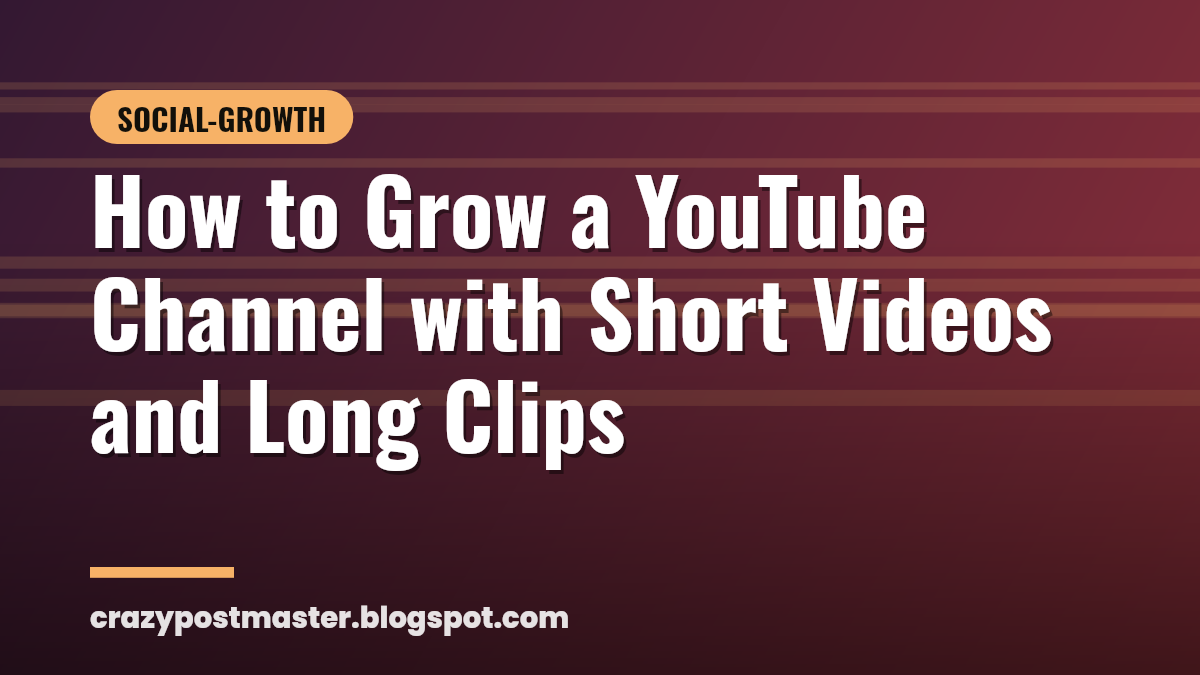 SOCIAL-GROWTH
How to Grow a YouTube
Channel with Short Videos
and Long Clips
crazypostmaster.blogspot.com